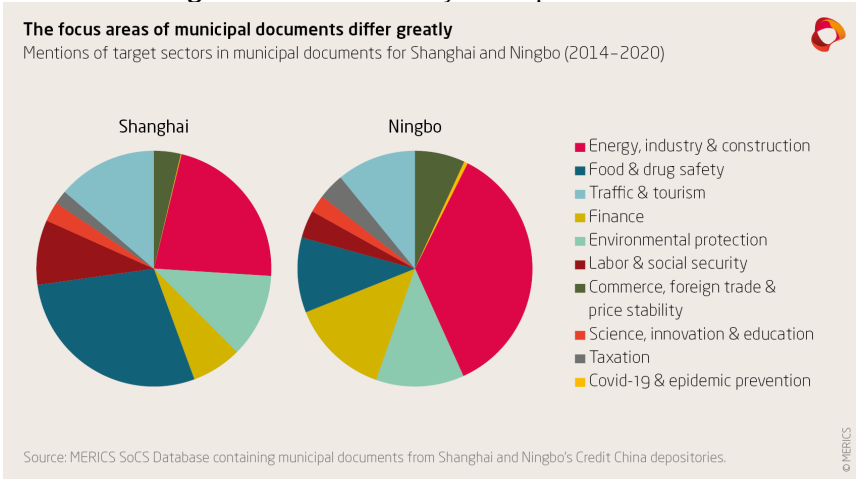 The focus areas of municipal documents differ greatly
Mentions of target sectors in municipal documents for Shanghai and Ningbo (2014–2020)
Shanghai
Ningbo
Energy, industry & construction
Food & drug safety
Traffic & tourism
Finance
Environmental protection
Labor & social security
Commerce, foreign trade &
price stability
Science, innovation & education
Taxation
Covid-19 & epidemic prevention
Source: MERICS SoCS Database containing municipal documents from Shanghai and Ningbo's Credit China depositories.
© MERICS